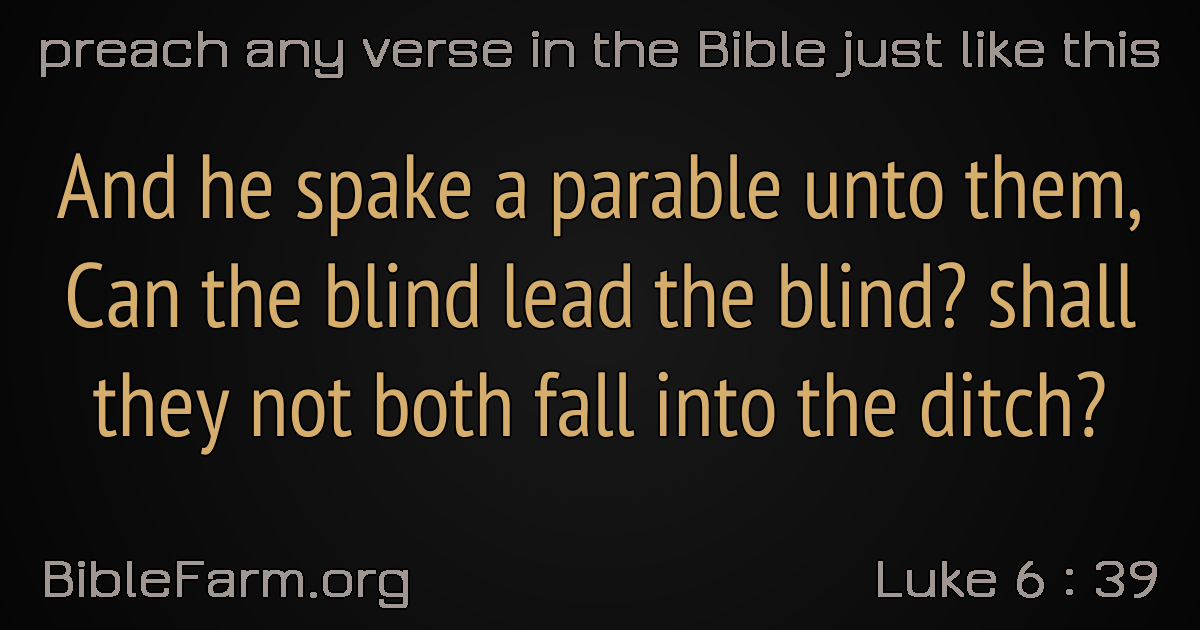 preach any verse in the Bible just like this
And he spake a parable unto them,
Can the blind lead the blind? shall
they not both fall into the ditch?
BibleFarm.org
Luke 6 : 39